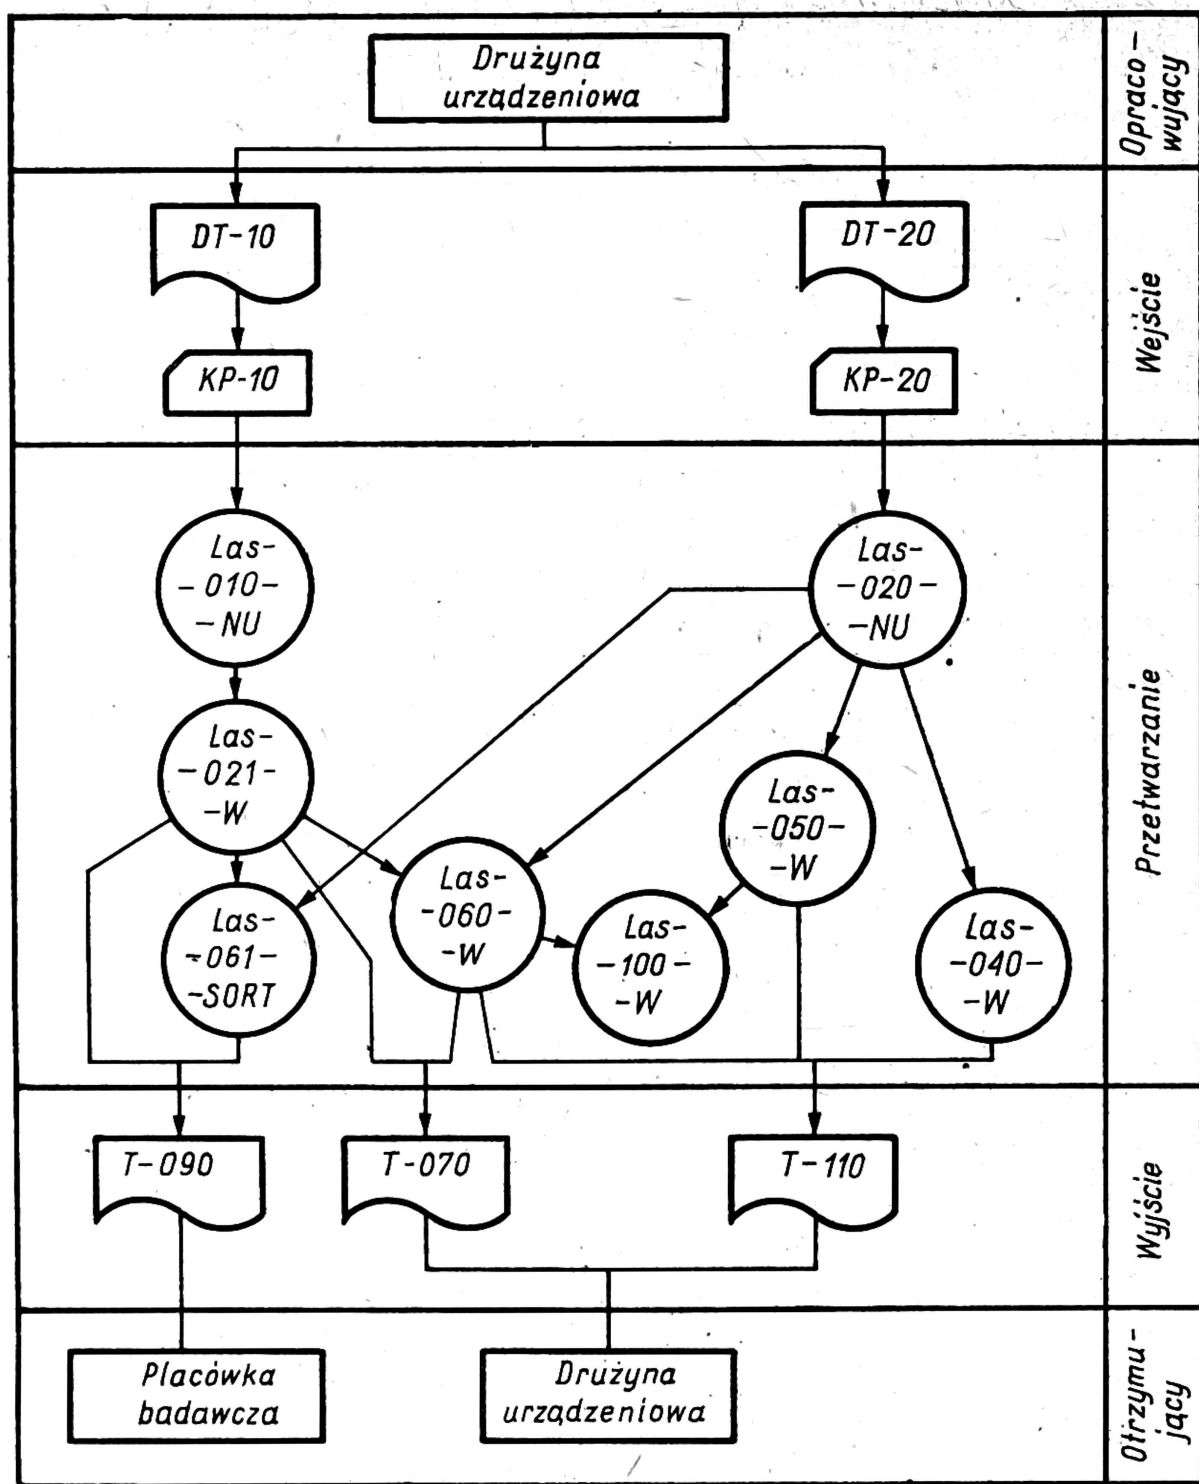 Drużyna
urządzeniowa
Opraco-
wujący
DT-10
DT-20
KP-10
KP-20
Wejście
Las-
-010-
-NU
Las-
-020-
-NU
Las-
-021-
-W
Las-
-050-
-W
Las-
-060-
-W
Las-
-061-
-SORT
Las-
-100-
-W
Las-
-040-
-W
Przetwarzanie
T-090
T-070
T-110
Wyjście
Placówka
badawcza
Drużyna
urządzeniowa
Otrzymu-
jący